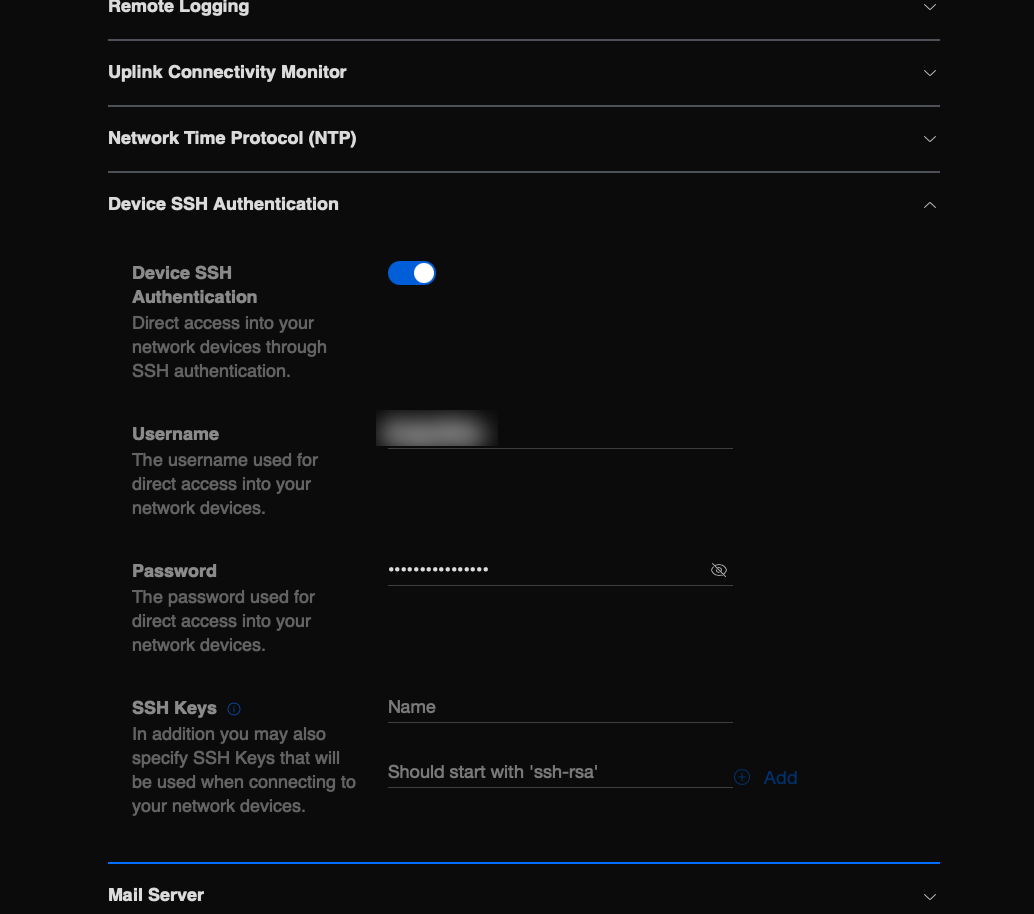 Remote Logging
Uplink Connectivity Monitor
Network Time Protocol (NTP)
Device SSH Authentication
Device SSH
Authentication
Direct access into your
network devices through
SSH authentication.
Username
The username used for
direct access into your
network devices.
Password
••••••••••••••••
The password used for
direct access into your
network devices.
SSH Keys
In addition you may also
specify SSH Keys that will
be used when connecting to
your network devices.
Name
Should start with 'ssh-rsa'
Add
Mail Server